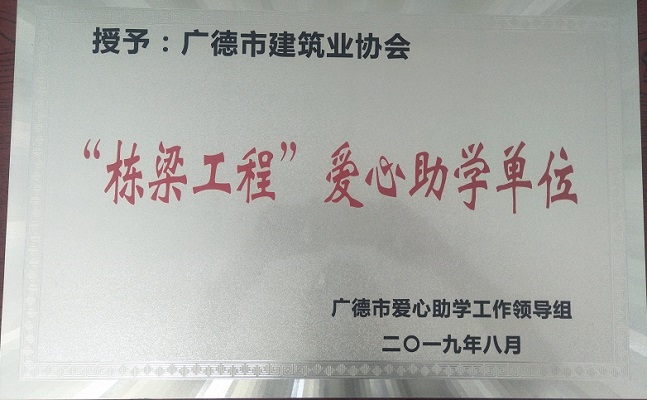 授予：广德市建筑业协会
“栋梁工程”爱心助学单位
广德市爱心助学工作领导组
二〇一九年八月